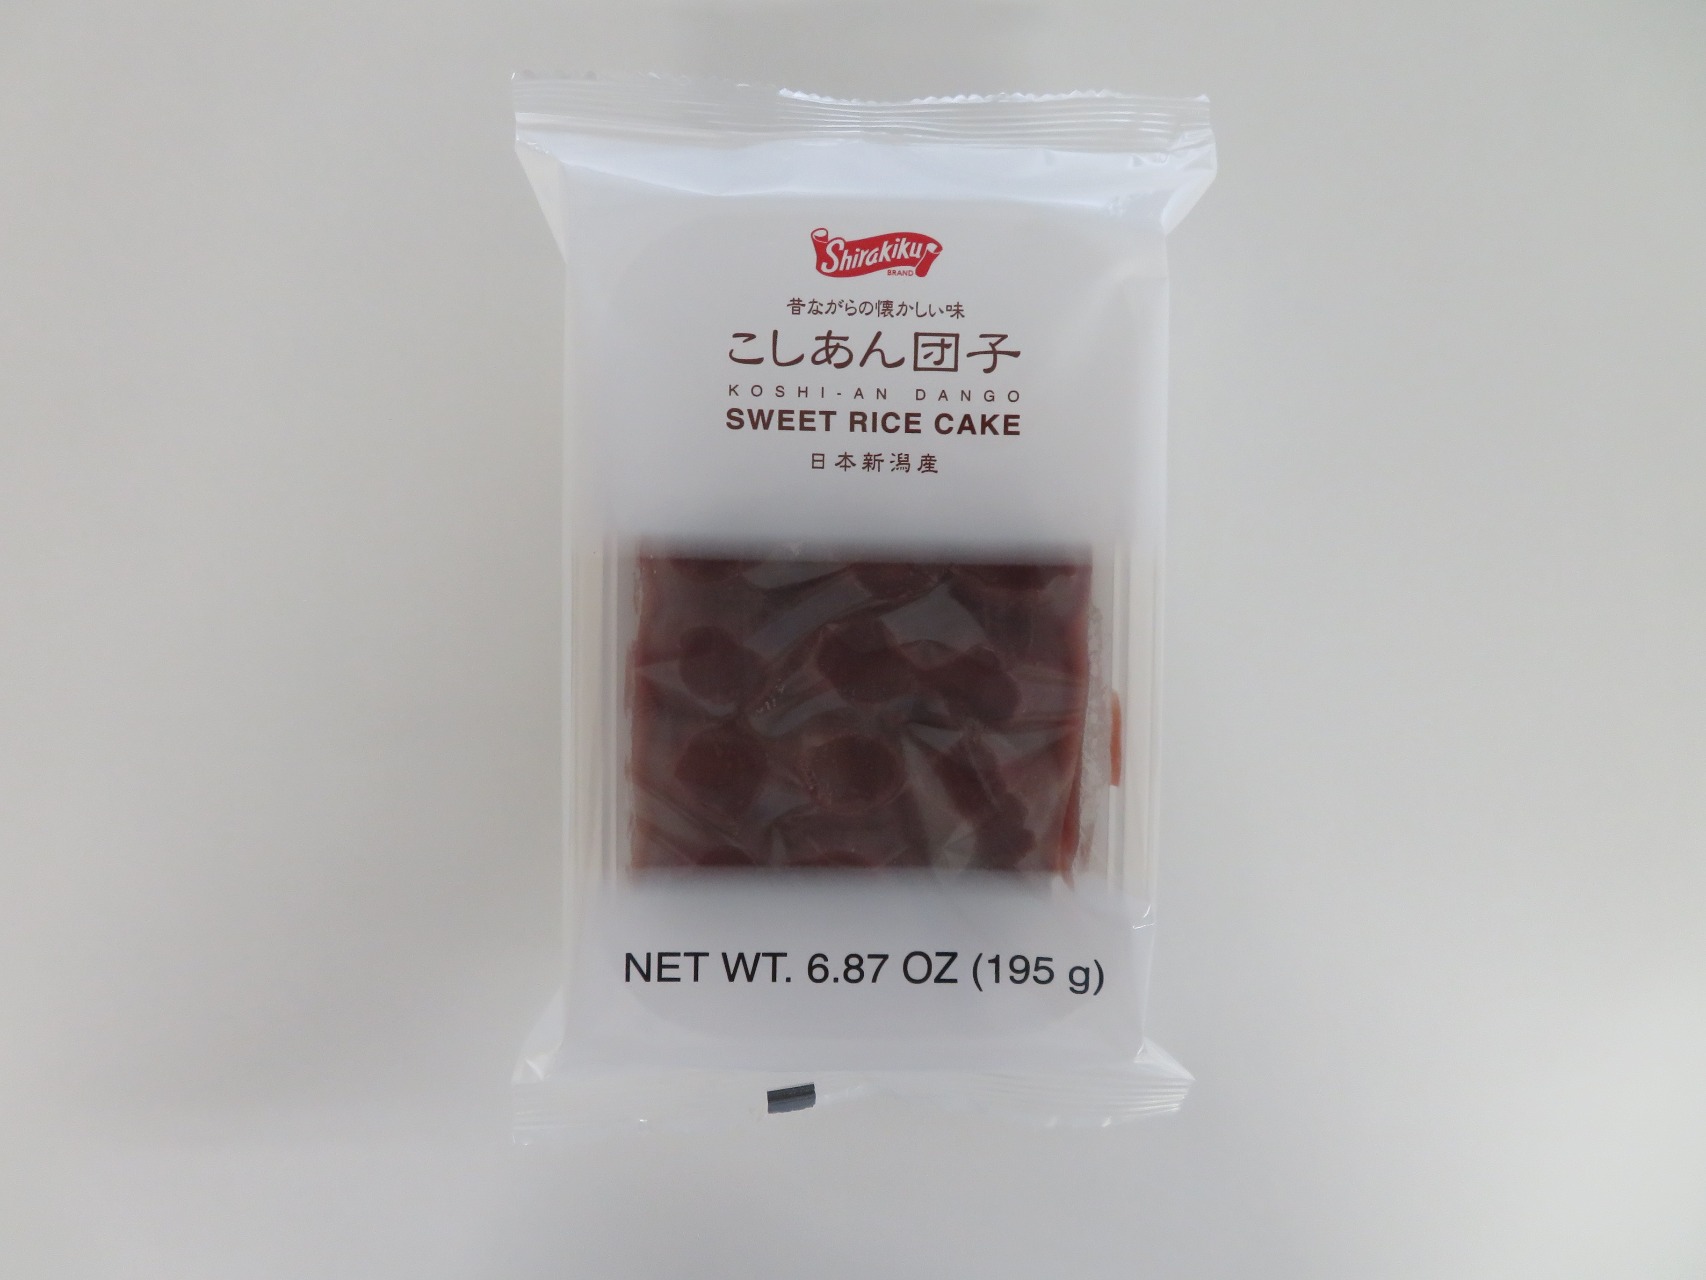 Shirakiku
BRAND
昔ながらの懐かしい味
こしあん団子
KOSHI-AN DANGO
SWEET RICE CAKE
日本新潟産
NET WT. 6.87 OZ (195 g)